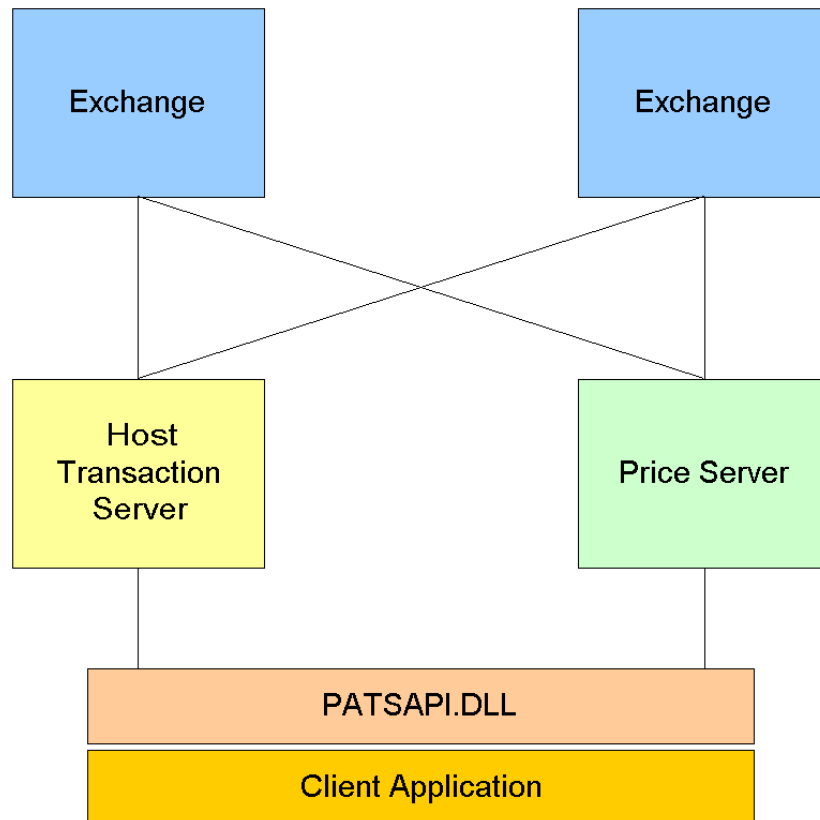 Exchange
Exchange
Host
Transaction
Server
Price Server
PATSAPI.DLL
Client Application